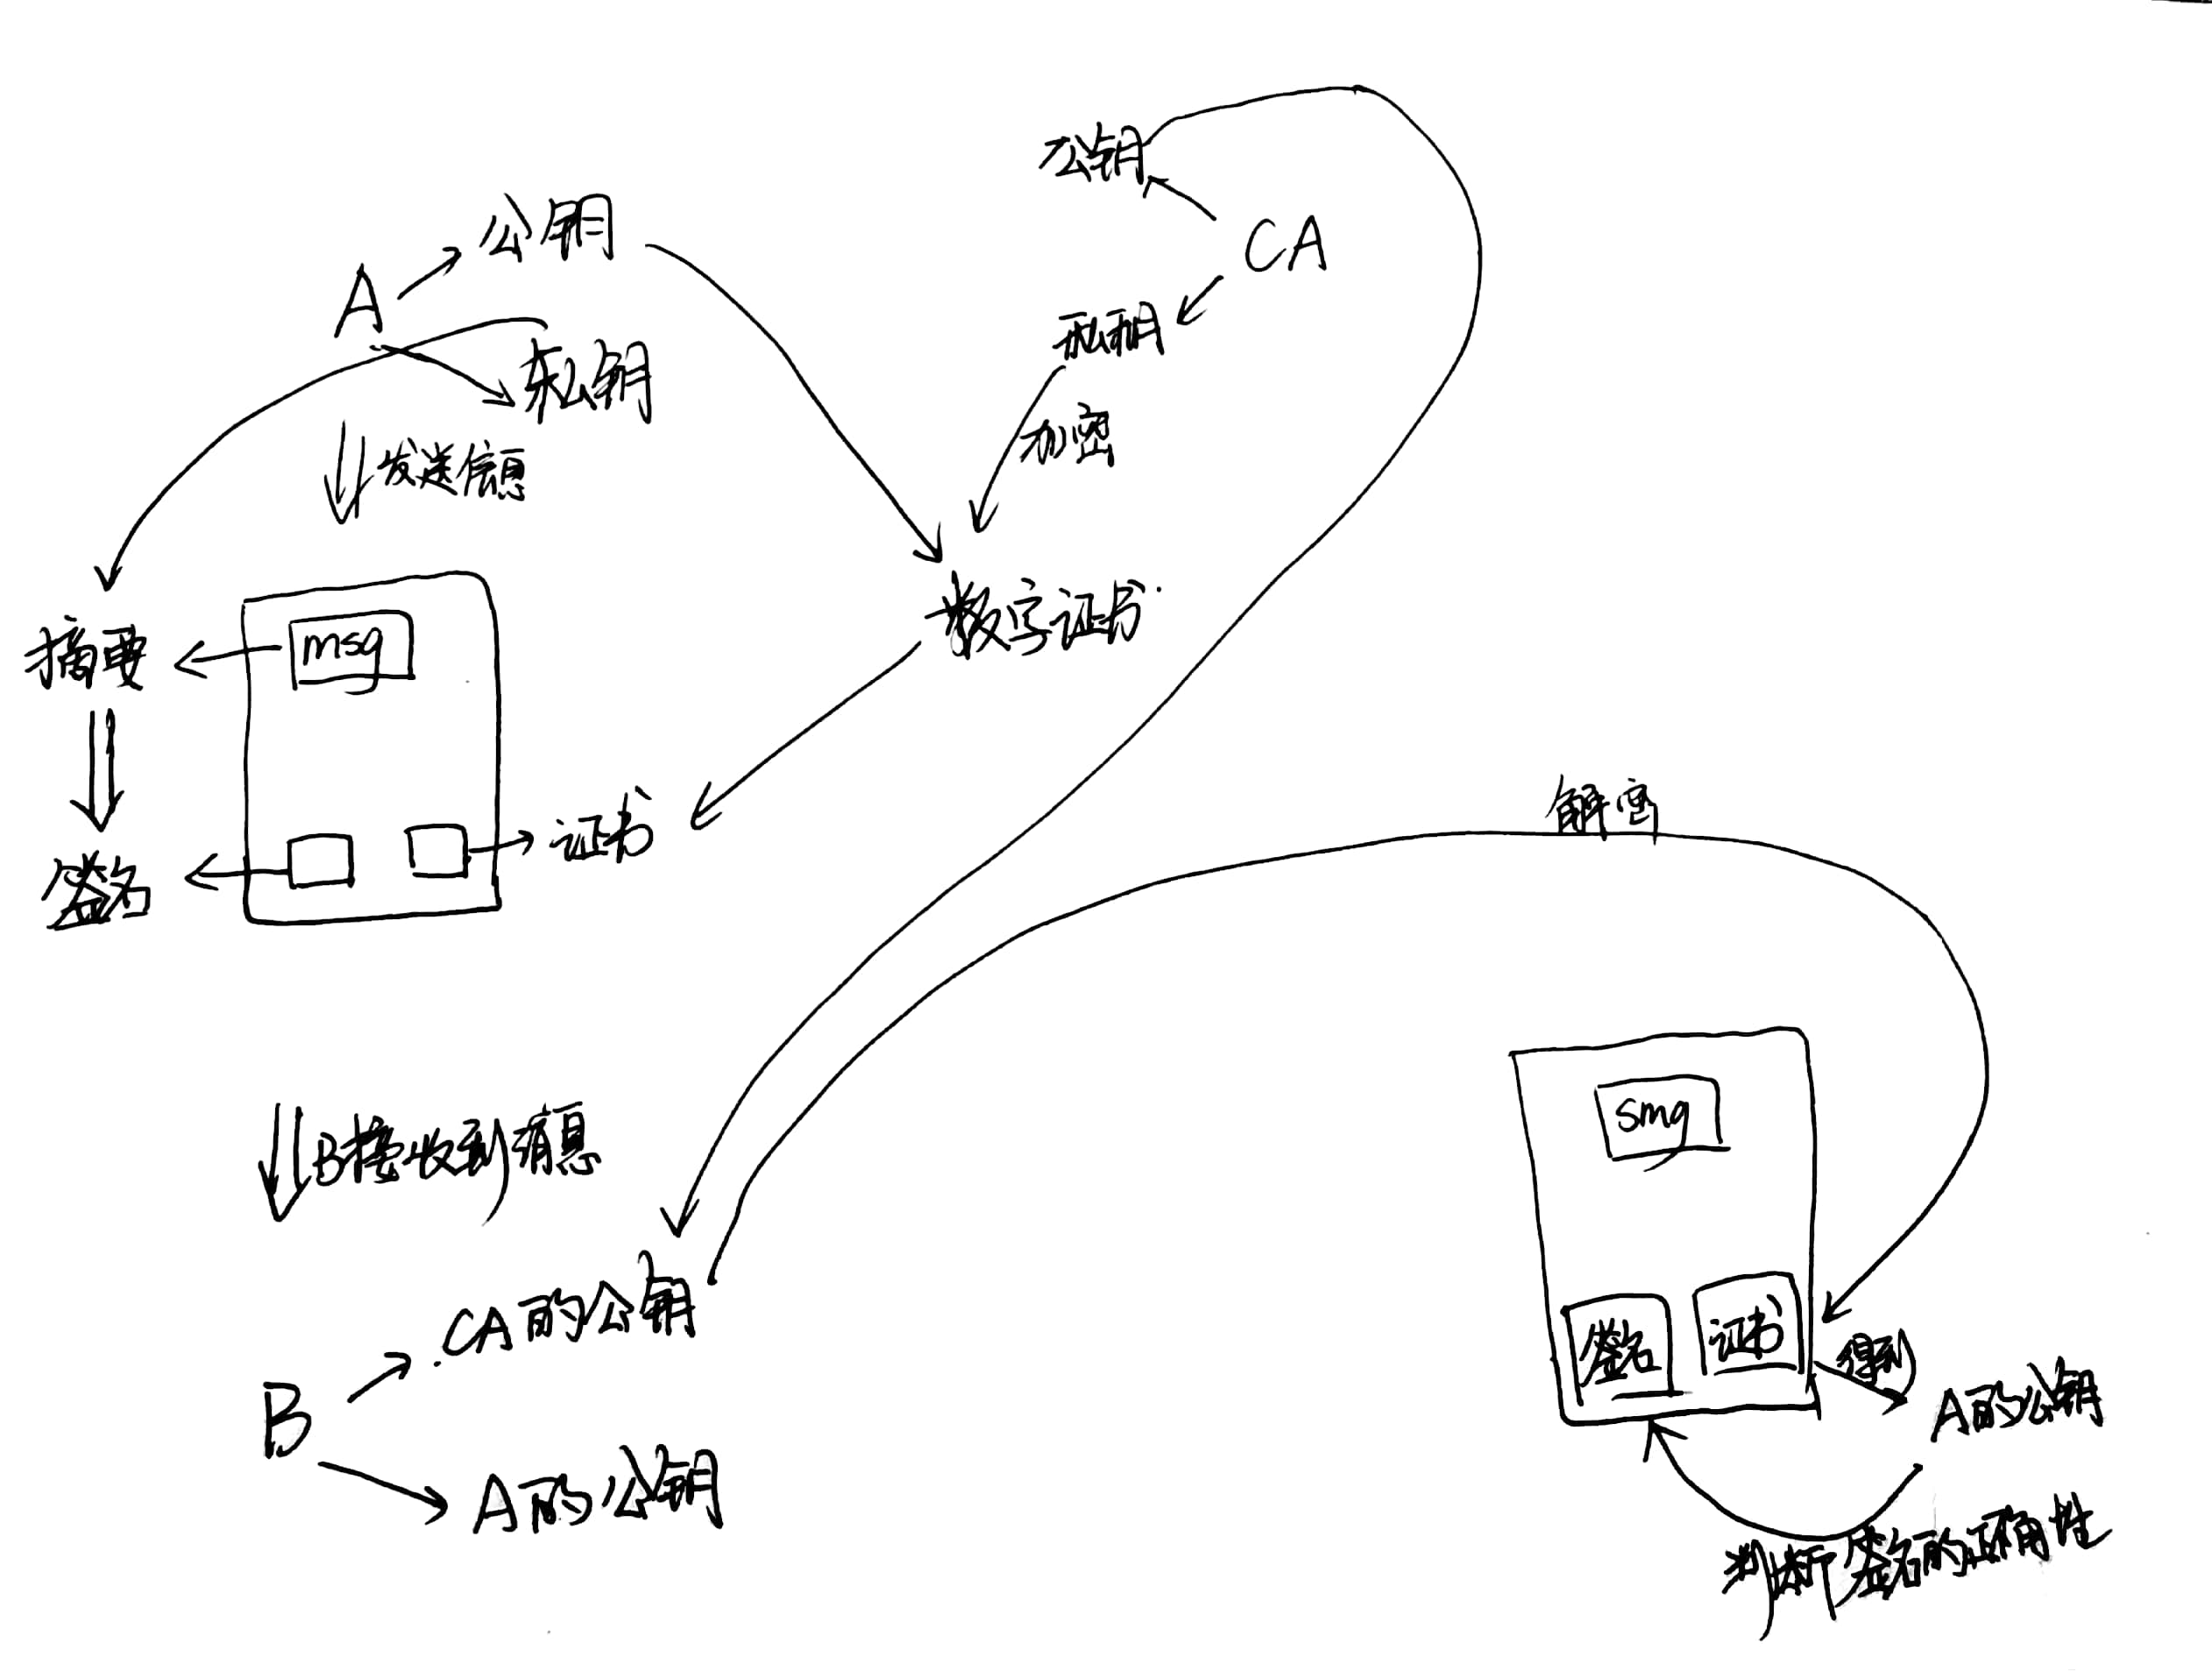 公钥
CA
公钥
A
私钥
私钥
加密
发送信息
数字证书
摘要
msg
签名
证书
解密
smg
B接收到消息
CA的公钥
签名
证书
得到
A的公钥
B
A的公钥
判断签名的正确性